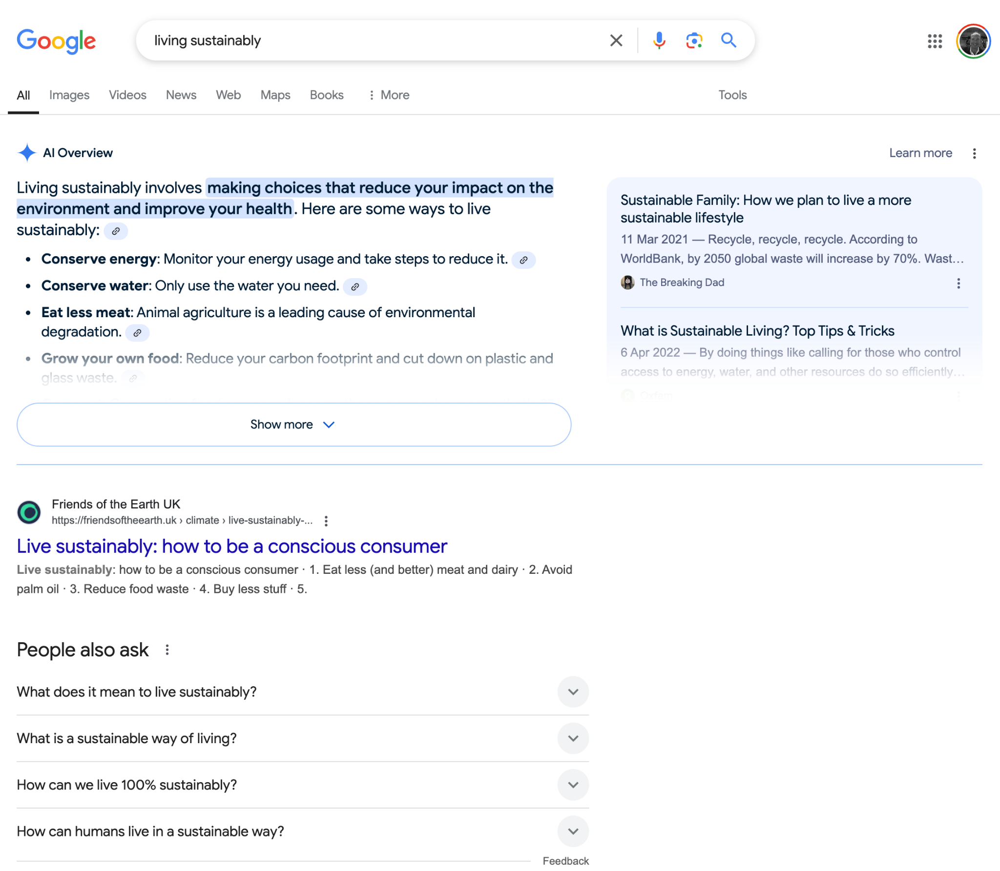 Google
living sustainably
All Images Videos News Web Maps Books More Tools
AI Overview
Learn more
Living sustainably involves making choices that reduce your impact on the
environment and improve your health. Here are some ways to live
sustainably:
• Conserve energy: Monitor your energy usage and take steps to reduce it.
• Conserve water: Only use the water you need.
• Eat less meat: Animal agriculture is a leading cause of environmental
degradation.
• Grow your own food: Reduce your carbon footprint and cut down on plastic and
glass waste.
Sustainable Family: How we plan to live a more
sustainable lifestyle
11 Mar 2021 — Recycle, recycle, recycle. According to
WorldBank, by 2050 global waste will increase by 70%. Wast...
The Breaking Dad
What is Sustainable Living? Top Tips & Tricks
6 Apr 2022 — By doing things like calling for those who control
access to energy, water, and other resources do so efficiently...
Oxfam
Show more
Friends of the Earth UK
https://friendsoftheearth.uk › climate › live-sustainably-...
Live sustainably: how to be a conscious consumer
Live sustainably: how to be a conscious consumer · 1. Eat less (and better) meat and dairy · 2. Avoid
palm oil · 3. Reduce food waste · 4. Buy less stuff · 5.
People also ask
What does it mean to live sustainably?
What is a sustainable way of living?
How can we live 100% sustainably?
How can humans live in a sustainable way?
Feedback